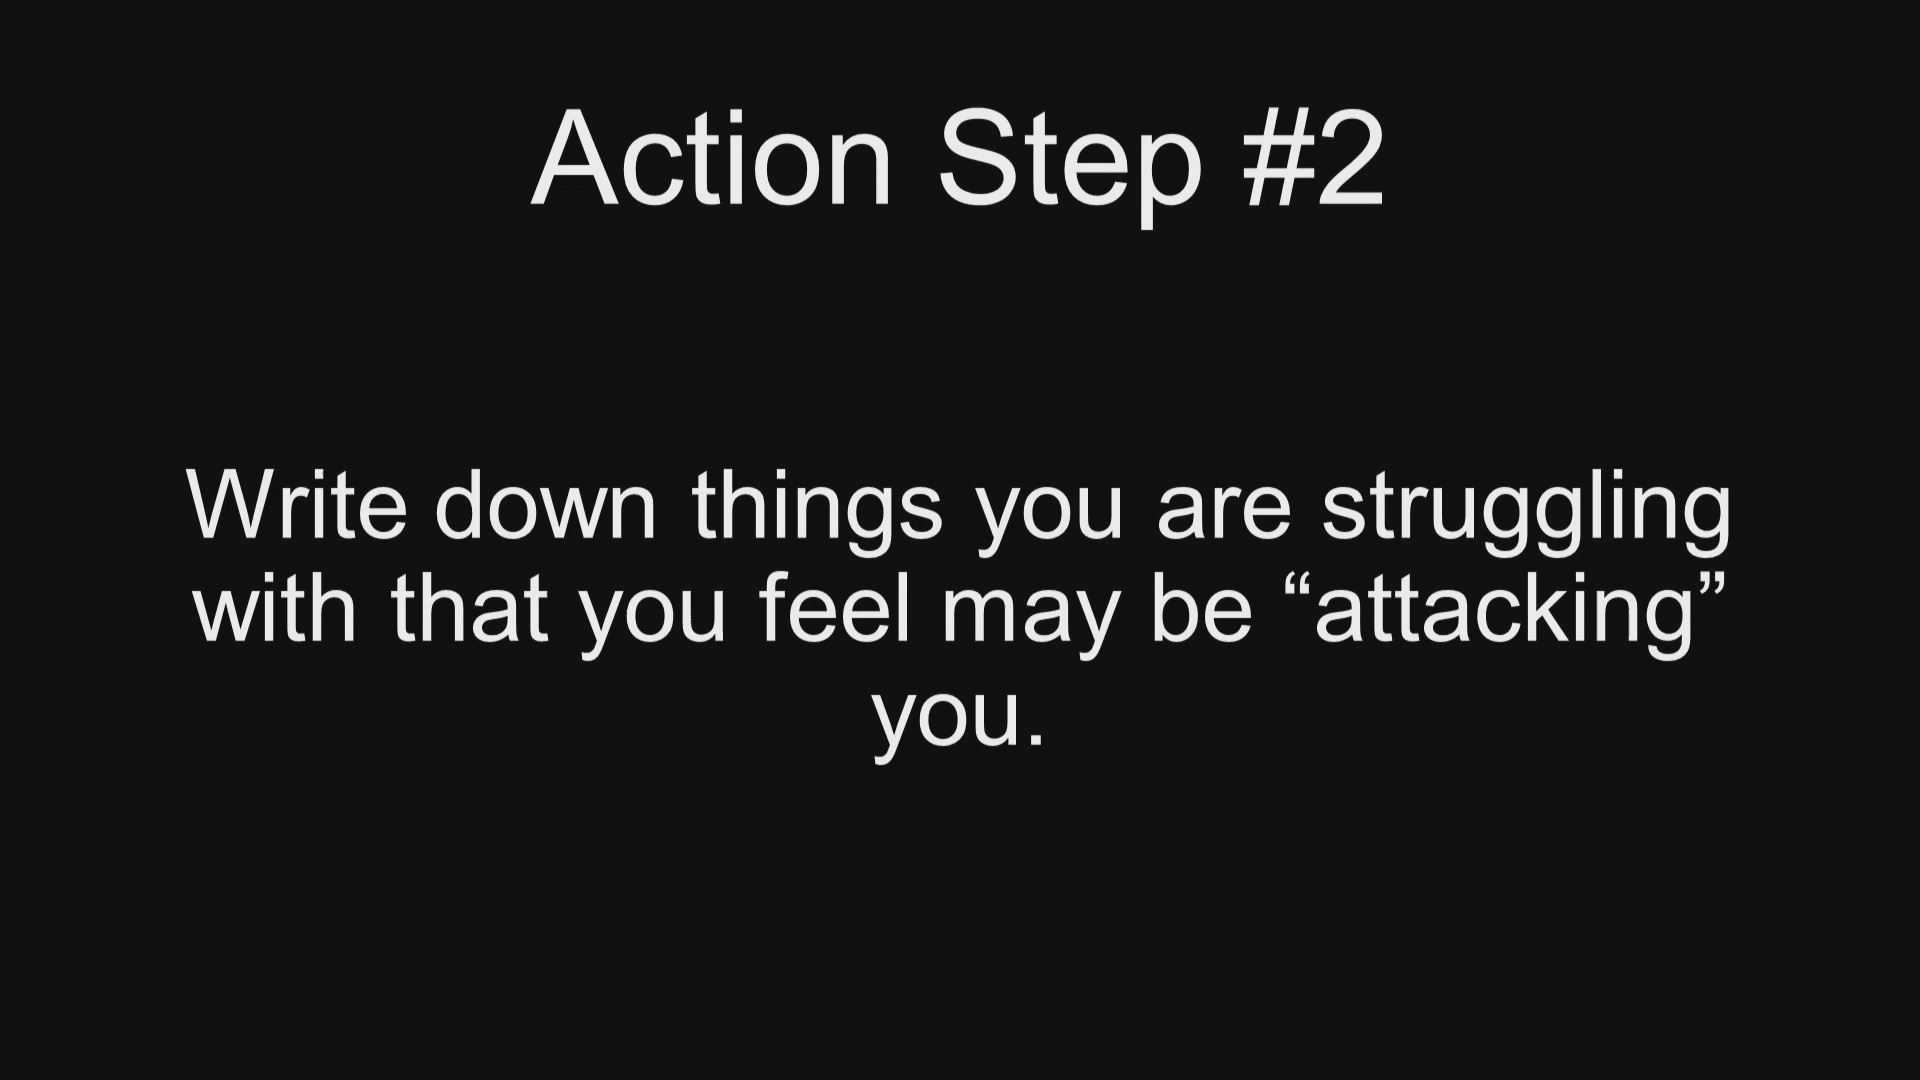 Action Step #2
Write down things you are struggling
with that you feel may be “attacking”
you.